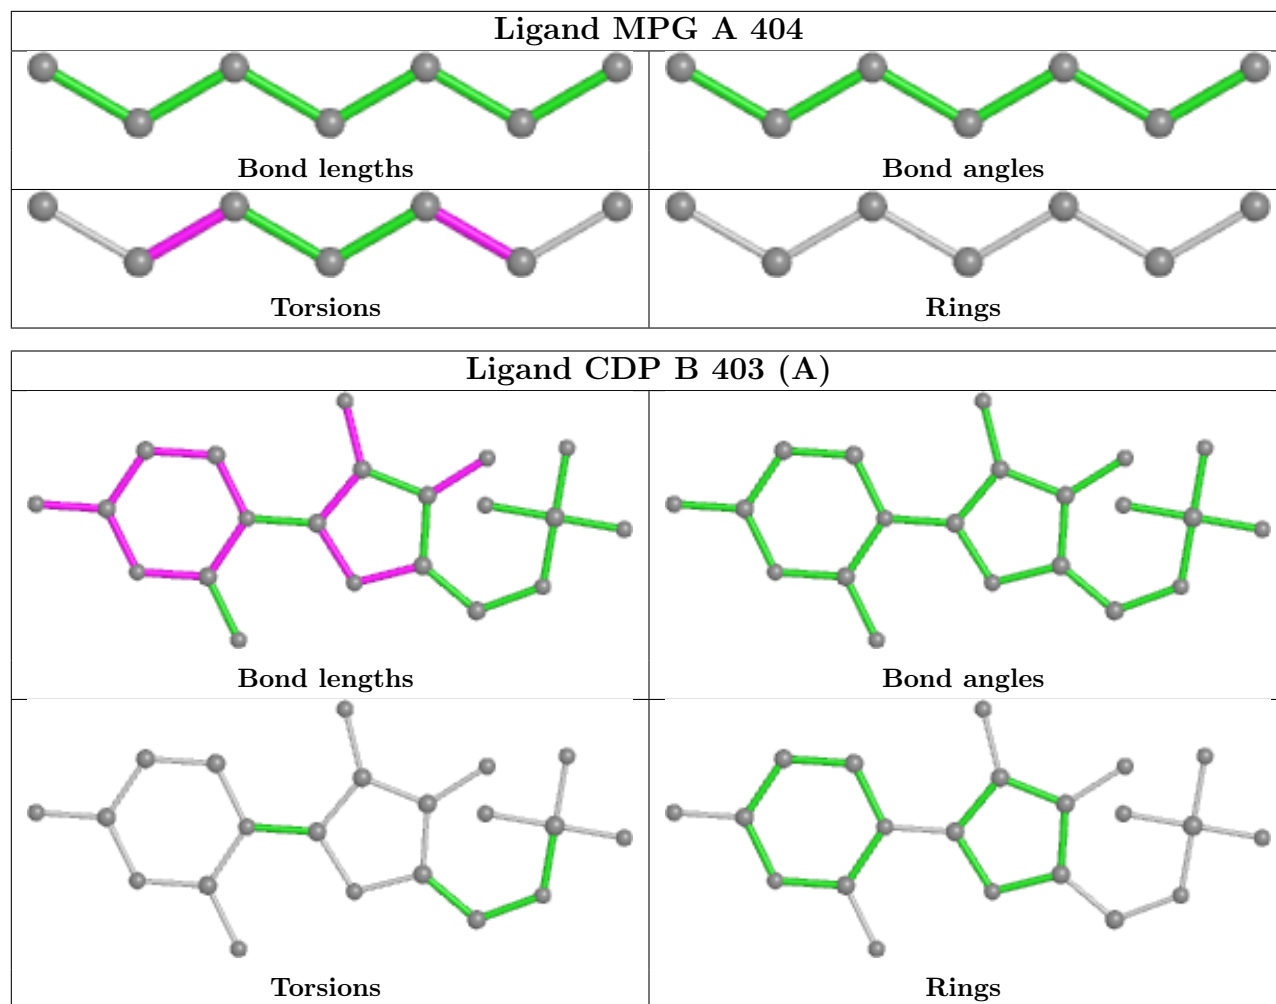 Ligand MPG A 404
Bond lengths
Bond angles
Torsions
Rings
Ligand CDP B 403 (A)
Bond lengths
Bond angles
Torsions
Rings